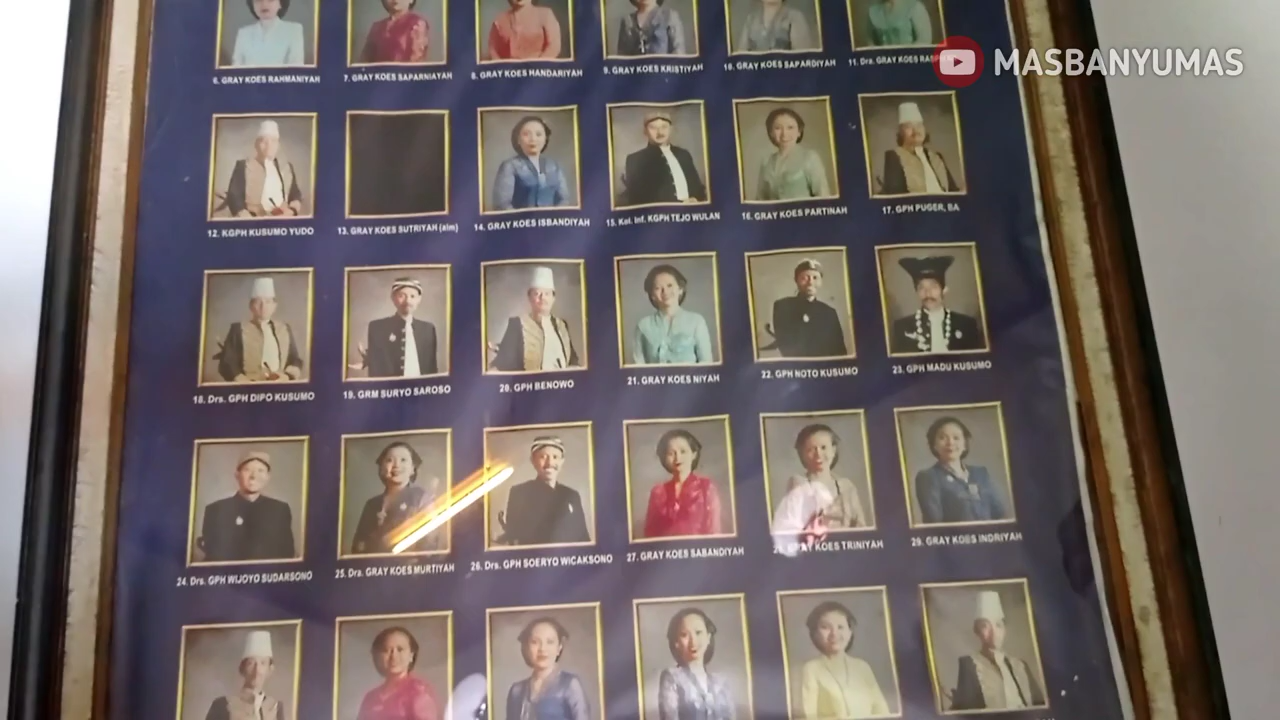 MASBANYUMAS
6. GRAY KOES RAHMANIYAH
7. GRAY KOES SAPARNIYAH
8. GRAY KOES HANDARIYAH
9. GRAY KOES KRISTIYAH
10. GRAY KOES SAPARDIYAH
11. Dra. GRAY KOES
12. KGPH KUSUMO YUDO
13. GRAY KOES SUTRIYAH (alm)
14. GRAY KOES ISBANDIYAH
15. Kol. Inf. KGPH TEJO WULAN
16. GRAY KOES PARTINAH
17. GPH PUGER, BA
18. Drs. GPH DIPO KUSUMO
19. GRM SURYO SAROSO
20. GPH BENOWO
21. GRAY KOES NIYAH
22. GPH NOTO KUSUMO
23. GPH MADU KUSUMO
24. Drs. GPH WIJOYO SUDARSONO
25. Dra. GRAY KOES MURTIYAH
26. Drs. GPH SOERYO WICAKSONO
27. GRAY KOES SABANDIYAH
28. GRAY KOES TRINIYAH
29. GRAY KOES INDRIYAH